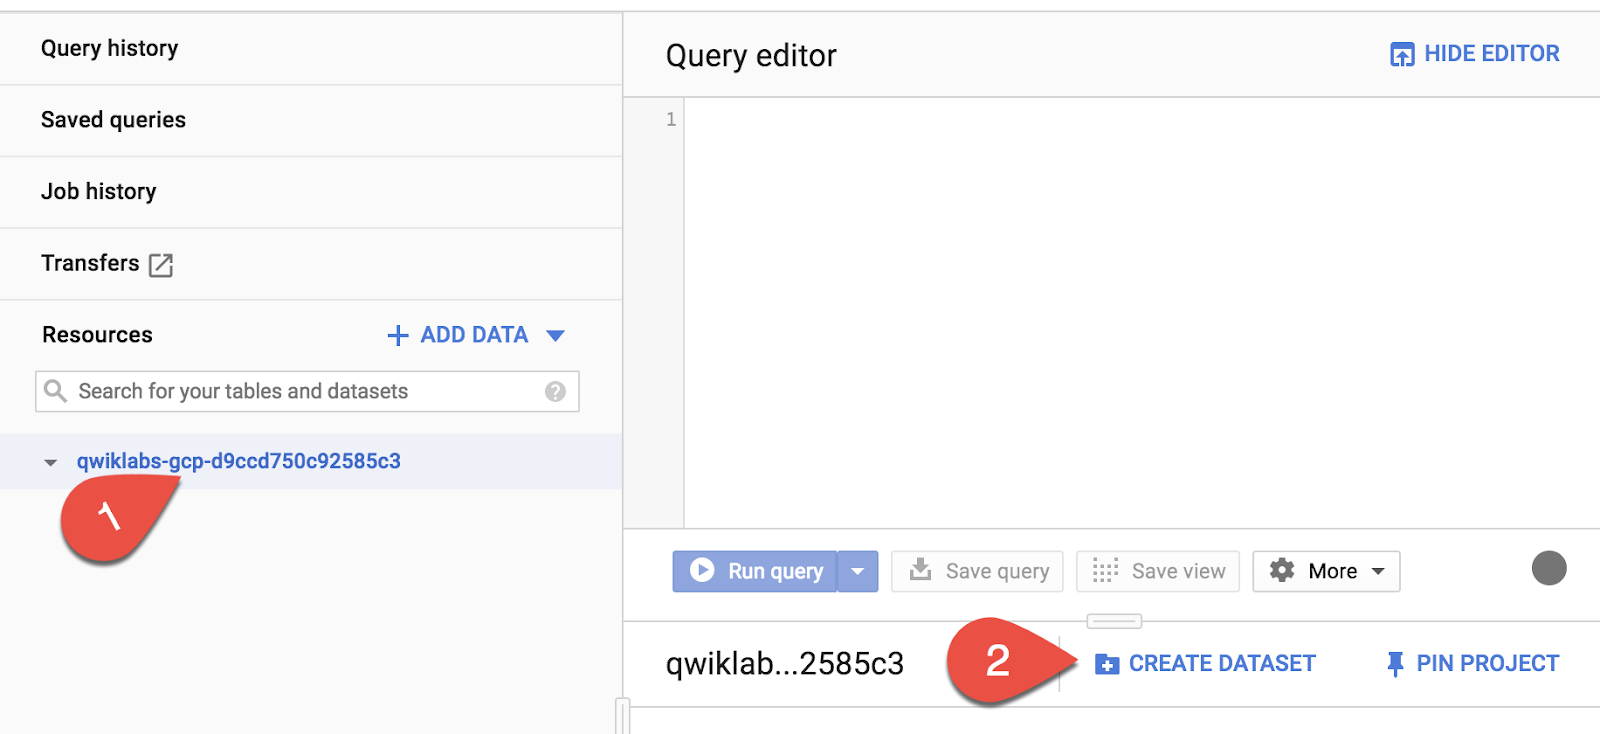 Query history
Saved queries
Job history
Transfers
Resources
ADD DATA
Search for your tables and datasets
?
qwiklabs-gcp-d9ccd750c92585c3
1
Query editor
HIDE EDITOR
1
Run query
Save query
Save view
More
qwiklab...2585c3
2
CREATE DATASET
PIN PROJECT